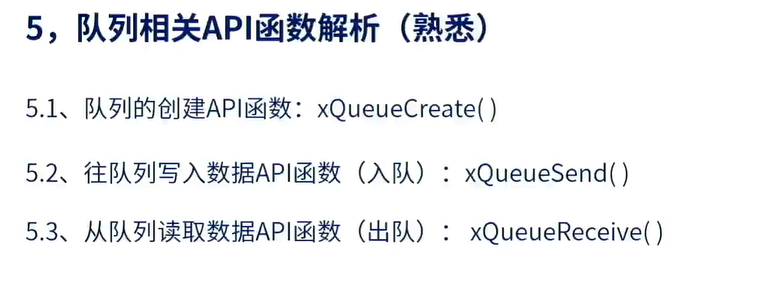 5，队列相关API函数解析（熟悉）
5.1、队列的创建API函数：xQueueCreate( )
5.2、往队列写入数据API函数（入队）：xQueueSend( )
5.3、从队列读取数据API函数（出队）： xQueueReceive( )